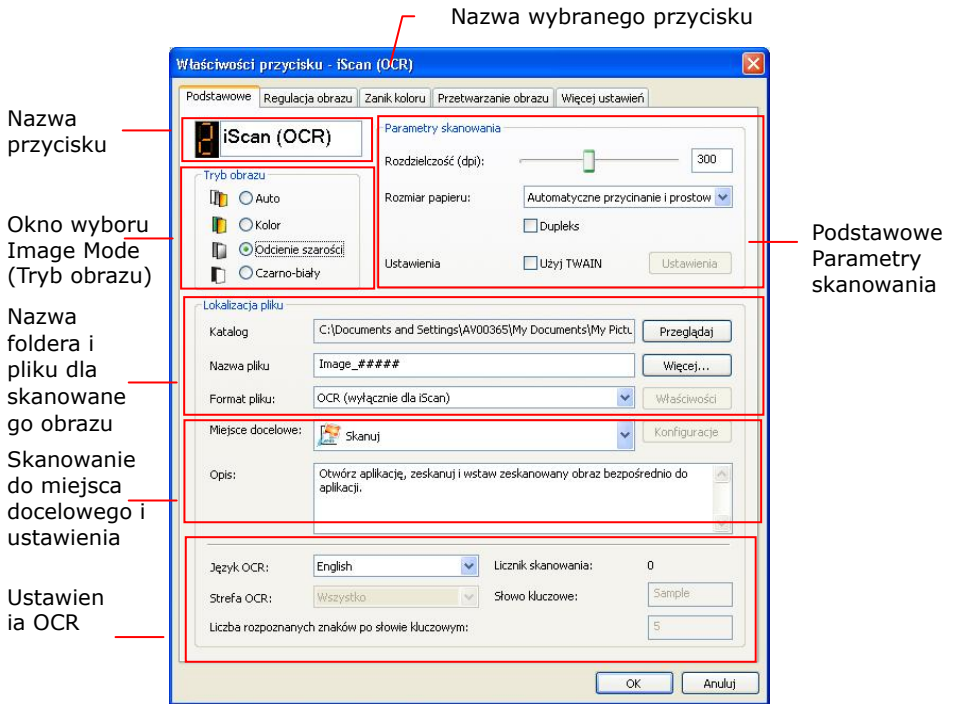 Nazwa wybranego przycisku
Właściwości przycisku - iScan (OCR)
Podstawowe Regulacja obrazu Zanik koloru Przetwarzanie obrazu Więcej ustawień
Nazwa
przycisku
2 iScan (OCR)
Okno wyboru
Image Mode
(Tryb obrazu)
Tryb obrazu
Auto
Kolor
Odcienie szarości
Czarno-biały
Parametry skanowania
Rozdzielczość (dpi): 300
Rozmiar papieru: Automatyczne przycinanie i prostow
Dupleks
Ustawienia Użyj TWAIN Ustawienia
Podstawowe
Parametry
skanowania
Nazwa
foldera i
pliku dla
skanowane
go obrazu
Lokalizacja pliku
Katalog C:\Documents and Settings\AV00365\My Documents\My Pictu Przeglądaj
Nazwa pliku Image_##### Więcej...
Format pliku: OCR (wyłącznie dla iScan) Właściwości
Skanowanie
do miejsca
docelowego i
ustawienia
Miejsce docelowe: Skanuj Konfiguracje
Opis: Otwórz aplikację, zeskanuj i wstaw zeskanowany obraz bezpośrednio do
aplikacji.
Ustawien
ia OCR
Język OCR: English Licznik skanowania: 0
Strefa OCR: Wszystko Słowo kluczowe: Sample
Liczba rozpoznanych znaków po słowie kluczowym: 5
OK Anuluj